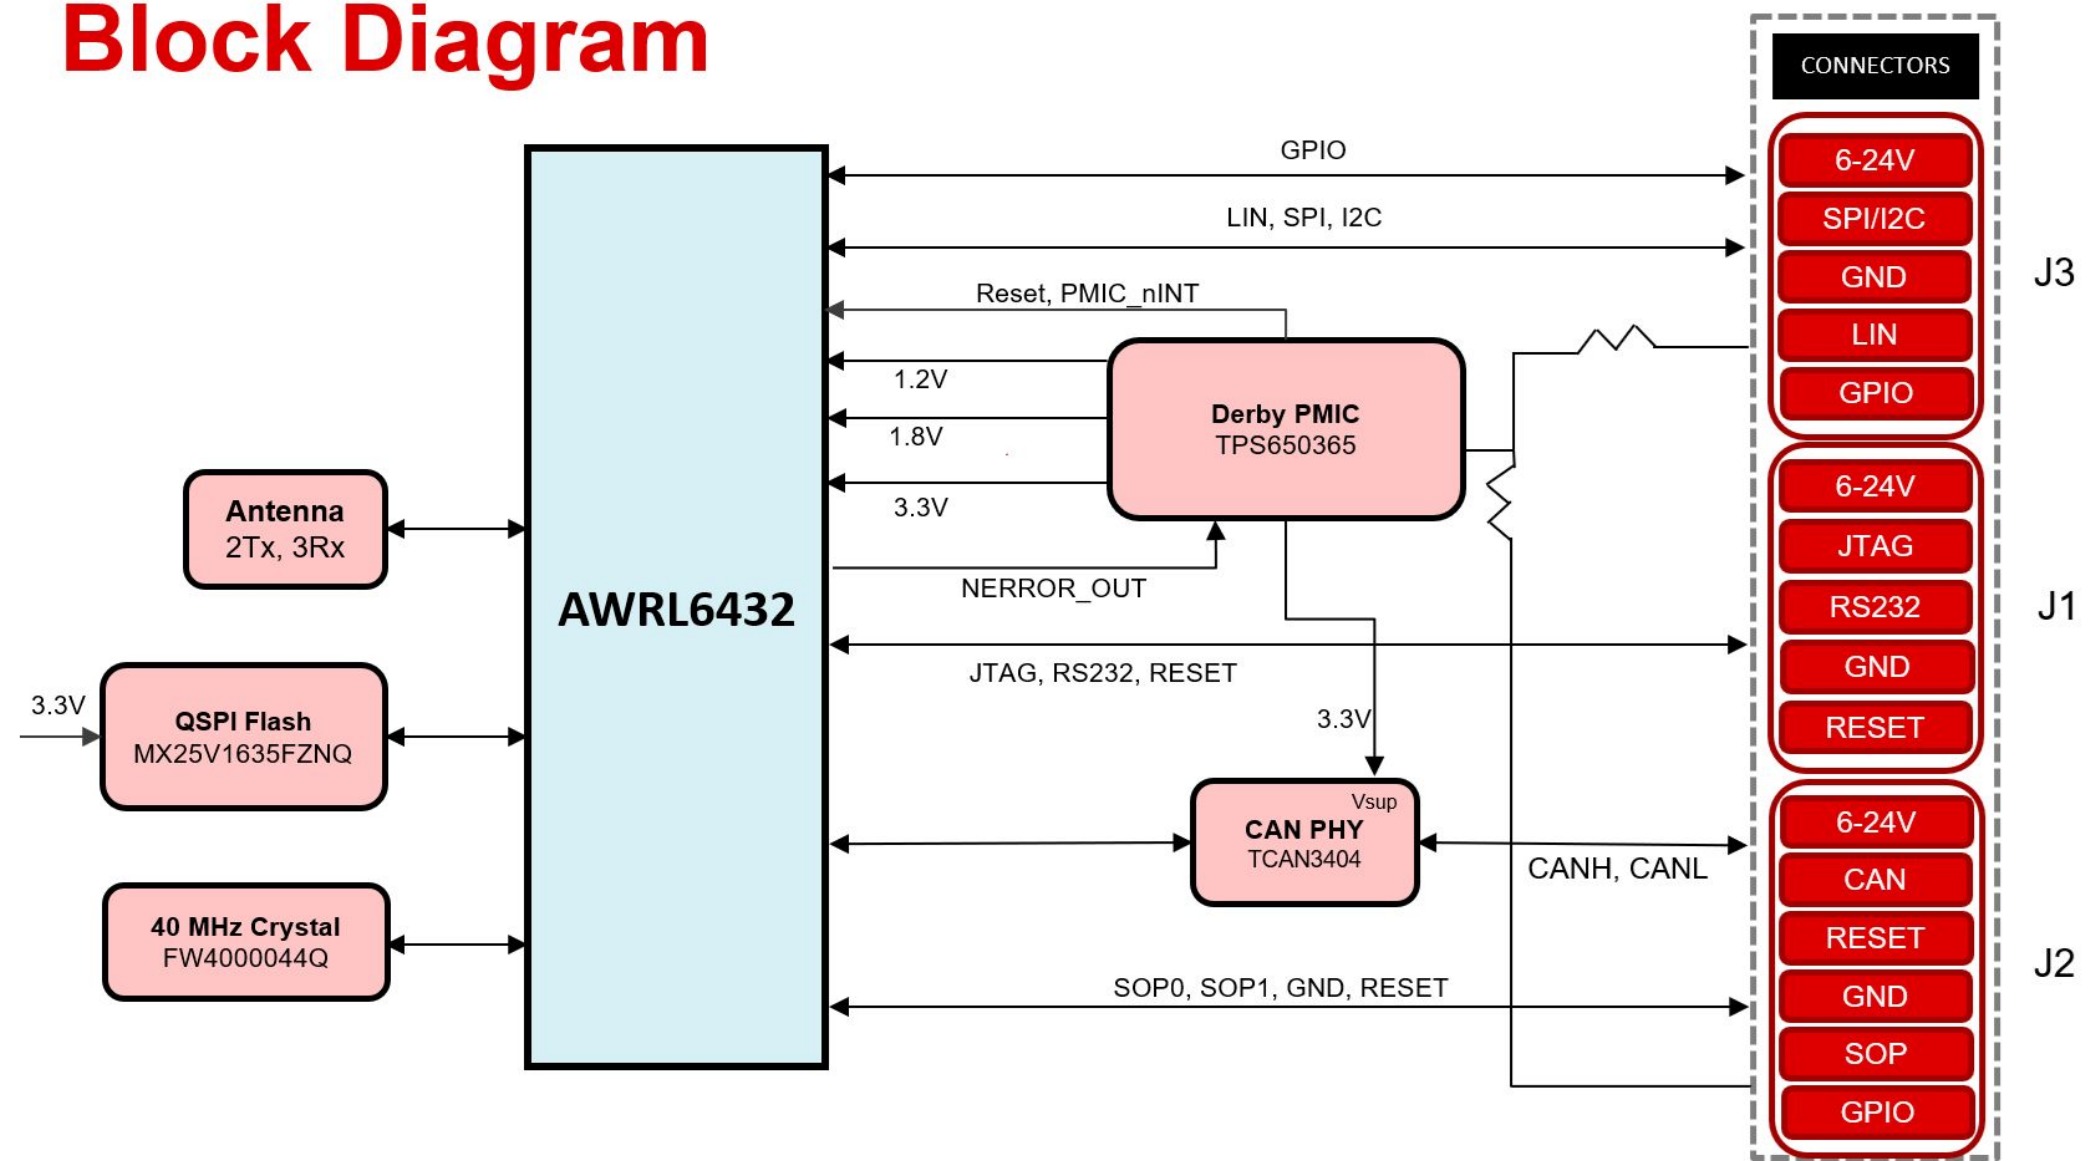 Block Diagram
CONNECTORS
GPIO
LIN, SPI, I2C
Reset, PMIC_nINT
1.2V
1.8V
3.3V
Derby PMIC
TPS650365
NERROR_OUT
Antenna
2Tx, 3Rx
AWRL6432
JTAG, RS232, RESET
3.3V
QSPI Flash
MX25V1635FZNQ
3.3V
Vsup
CAN PHY
TCAN3404
CANH, CANL
40 MHz Crystal
FW4000044Q
SOP0, SOP1, GND, RESET
6-24V
SPI/I2C
GND
LIN
GPIO
J3
6-24V
JTAG
RS232
GND
RESET
J1
6-24V
CAN
RESET
GND
SOP
GPIO
J2